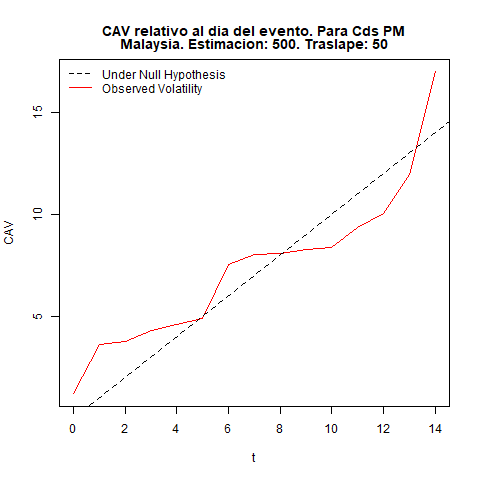 CAV relativo al dia del evento. Para Cds PM
Malaysia. Estimacion: 500. Traslape: 50
Under Null Hypothesis
Observed Volatility
15
10
5
CAV
0 2 4 6 8 10 12 14
t